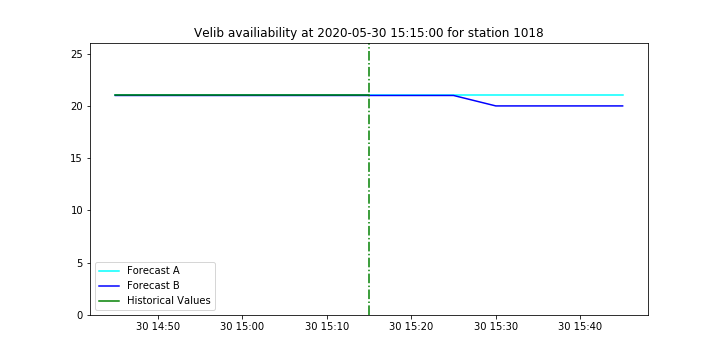 Velib availiability at 2020-05-30 15:15:00 for station 1018
25
20
15
10
5
0
Forecast A
Forecast B
Historical Values
30 14:50 30 15:00 30 15:10 30 15:20 30 15:30 30 15:40